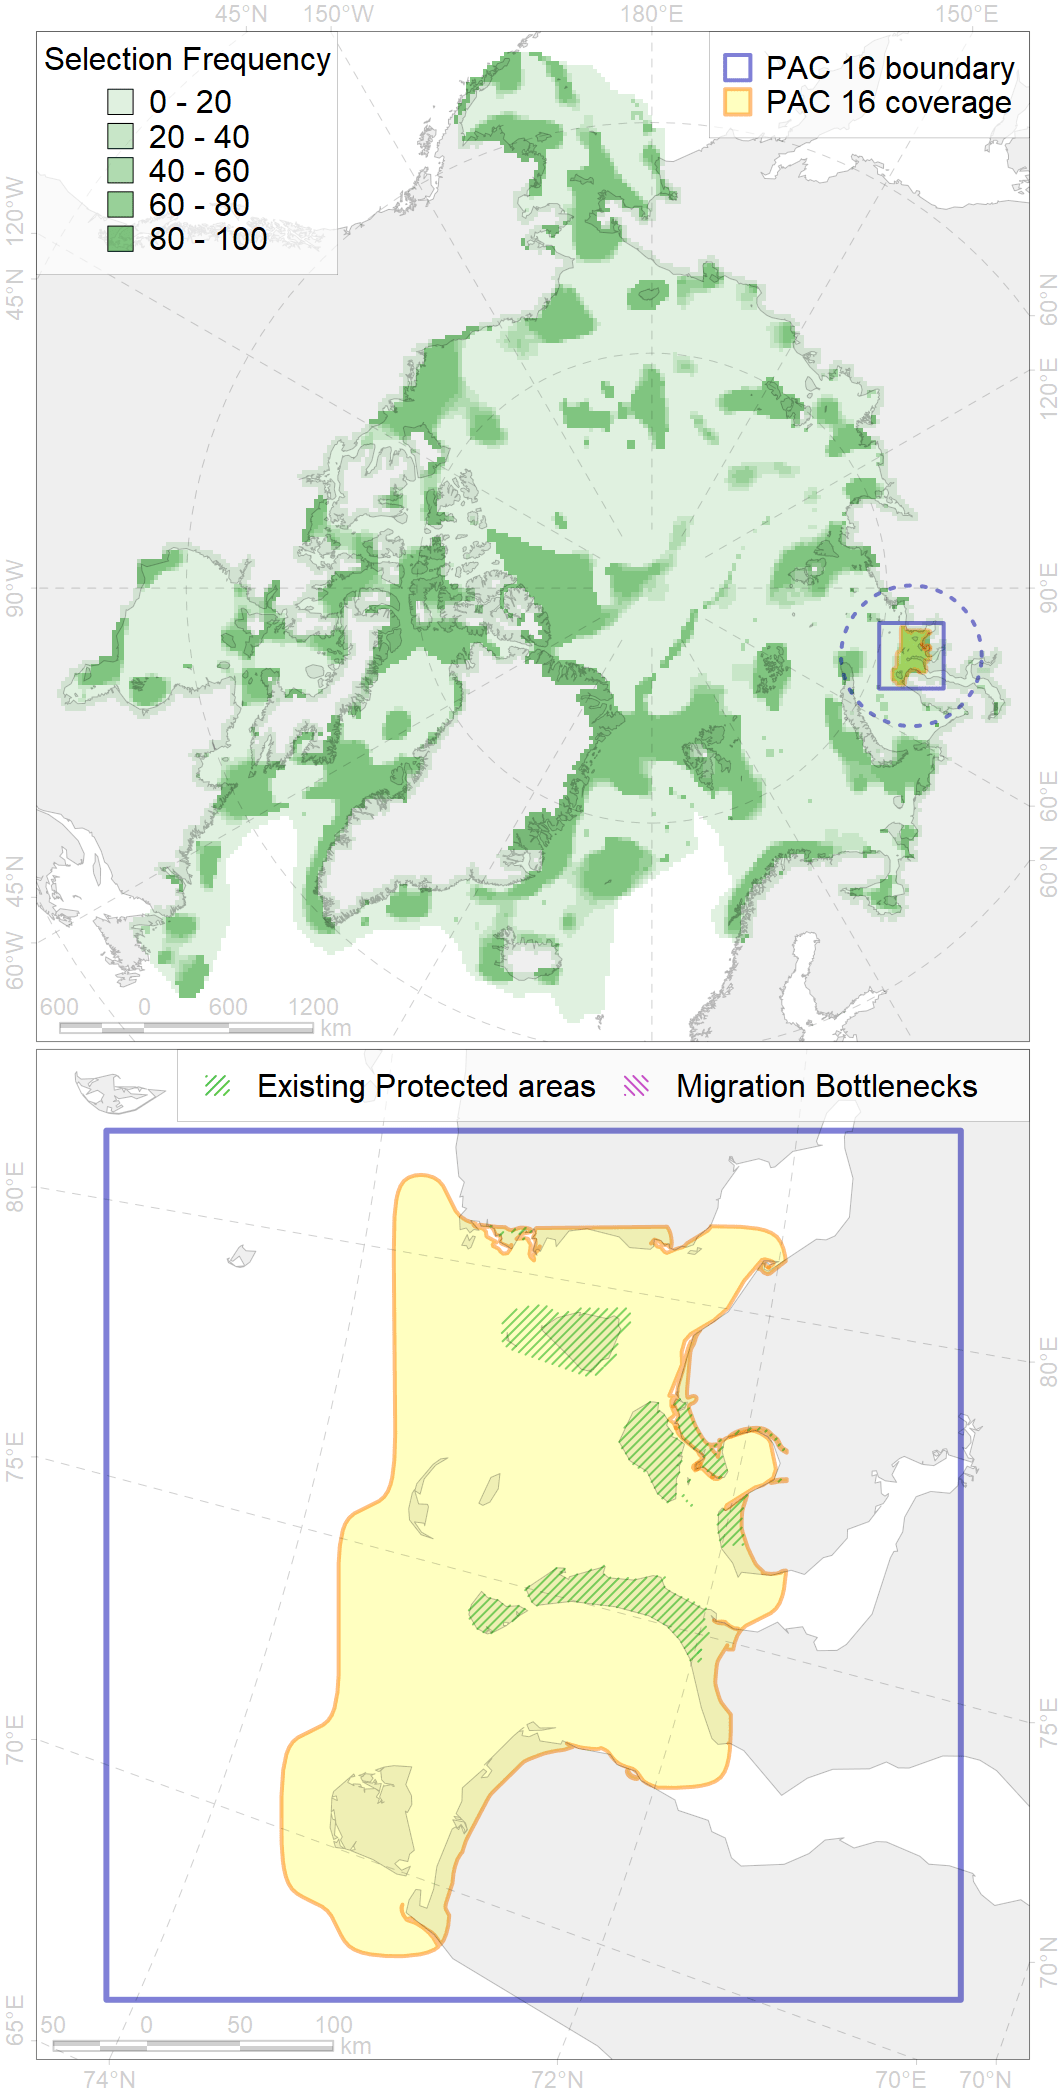 45°N 150°W 180°E 150°E
Selection Frequency
0 - 20
20 - 40
40 - 60
60 - 80
80 - 100
PAC 16 boundary
PAC 16 coverage
120°W
45°N
90°W
45°N
60°W
60°N
120°E
90°E
60°E
60°N
600 0 600 1200 km
Existing Protected areas Migration Bottlenecks
80°E
75°E
70°E
65°E
80°E
75°E
70°N
50 0 50 100 km
74°N 72°N 70°E 70°N